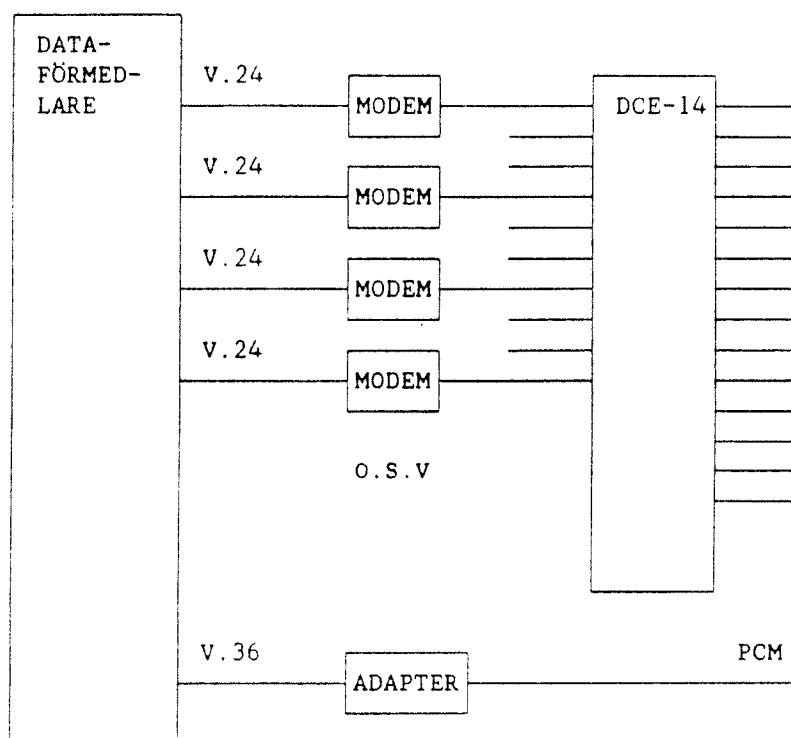 DATA-
FÖRMED-
LARE
V.24
MODEM
DCE-14
V.24
MODEM
V.24
MODEM
V.24
MODEM
O.S.V
V.36
PCM
ADAPTER